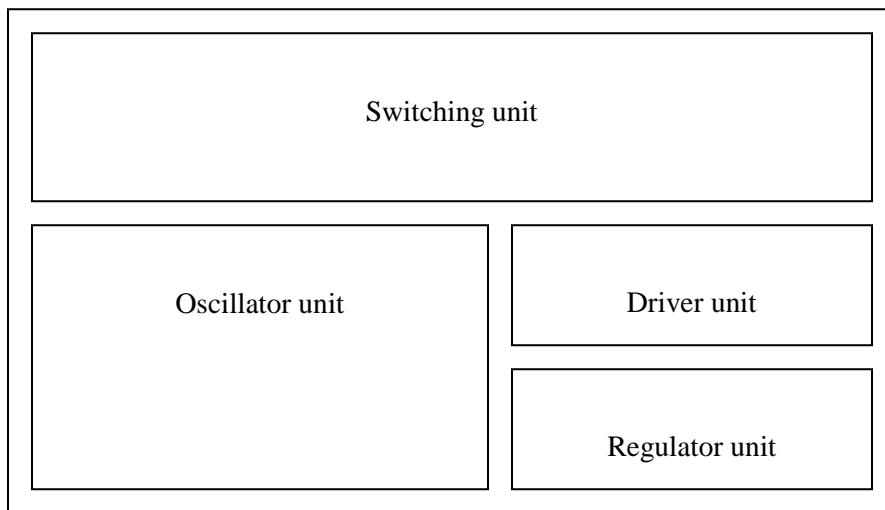 Switching unit
Oscillator unit
Driver unit
Regulator unit